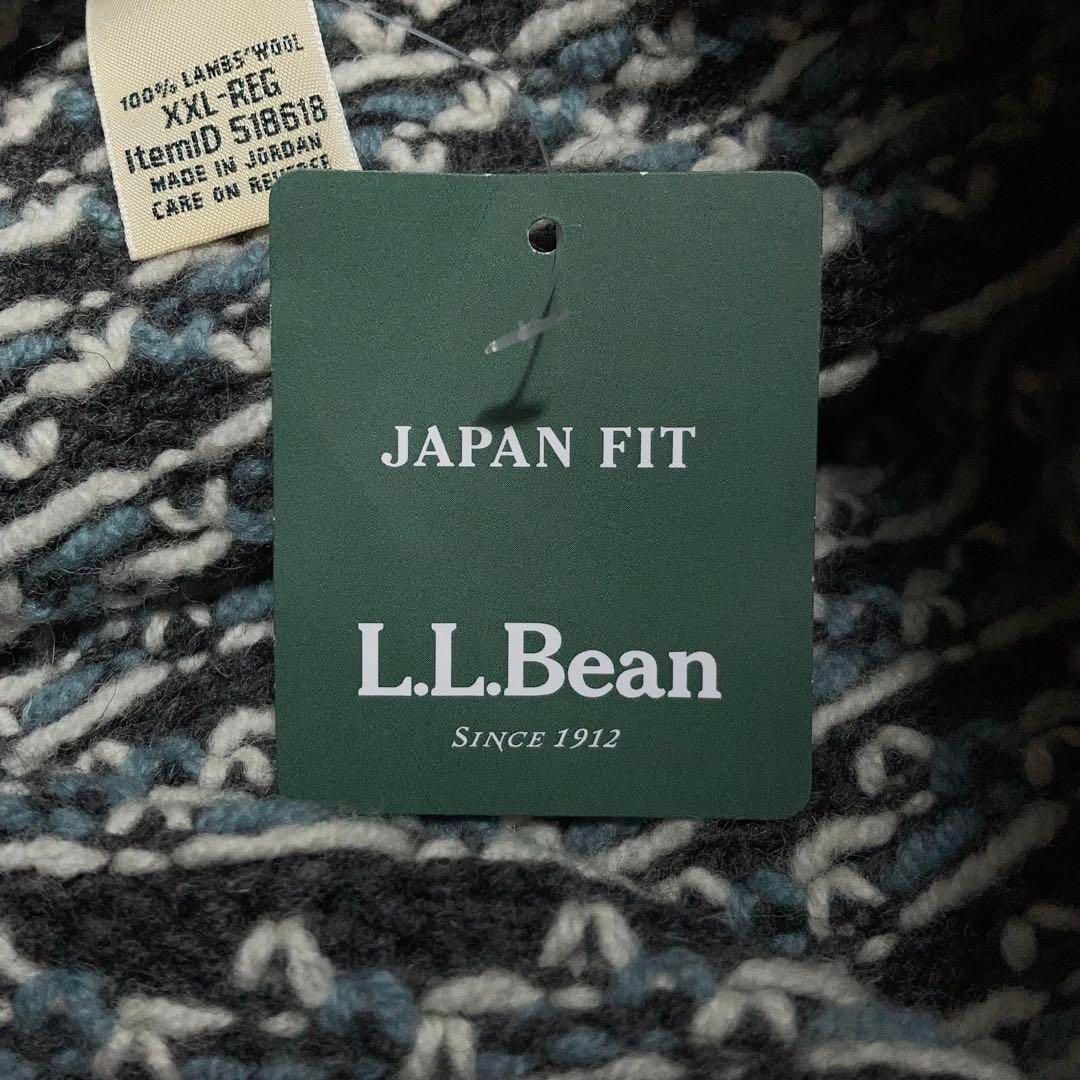 100% LAMBS' WOOL
XXL-REG
ItemID 518618
MADE IN JORDAN
CARE ON REVERSE
JAPAN FIT
L.L.Bean
SINCE 1912